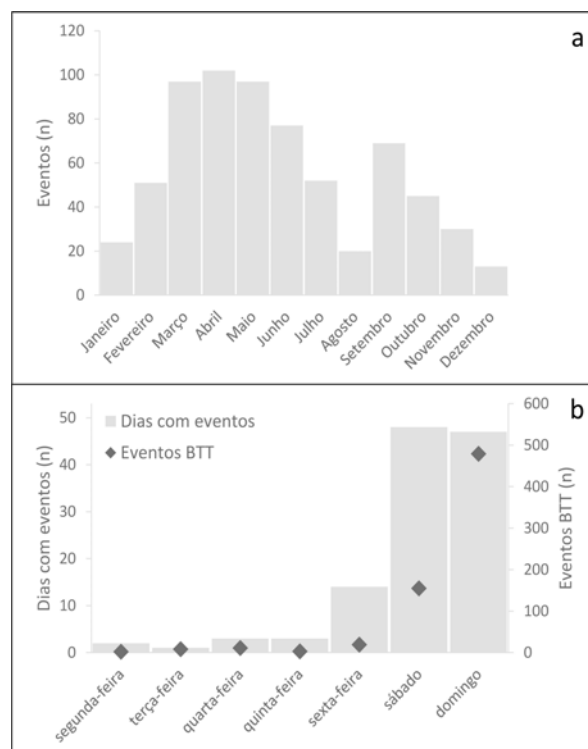 a
Eventos (n)
120
100
80
60
40
20
0
Janeiro
Fevereiro
Março
Abril
Maio
Junho
Julho
Agosto
Setembro
Outubro
Novembro
Dezembro
b
Dias com eventos
Eventos BTT
Dias com eventos (n)
50
40
30
20
10
0
Eventos BTT (n)
600
500
400
300
200
100
0
segunda-feira
terça-feira
quarta-feira
quinta-feira
sexta-feira
sábado
domingo